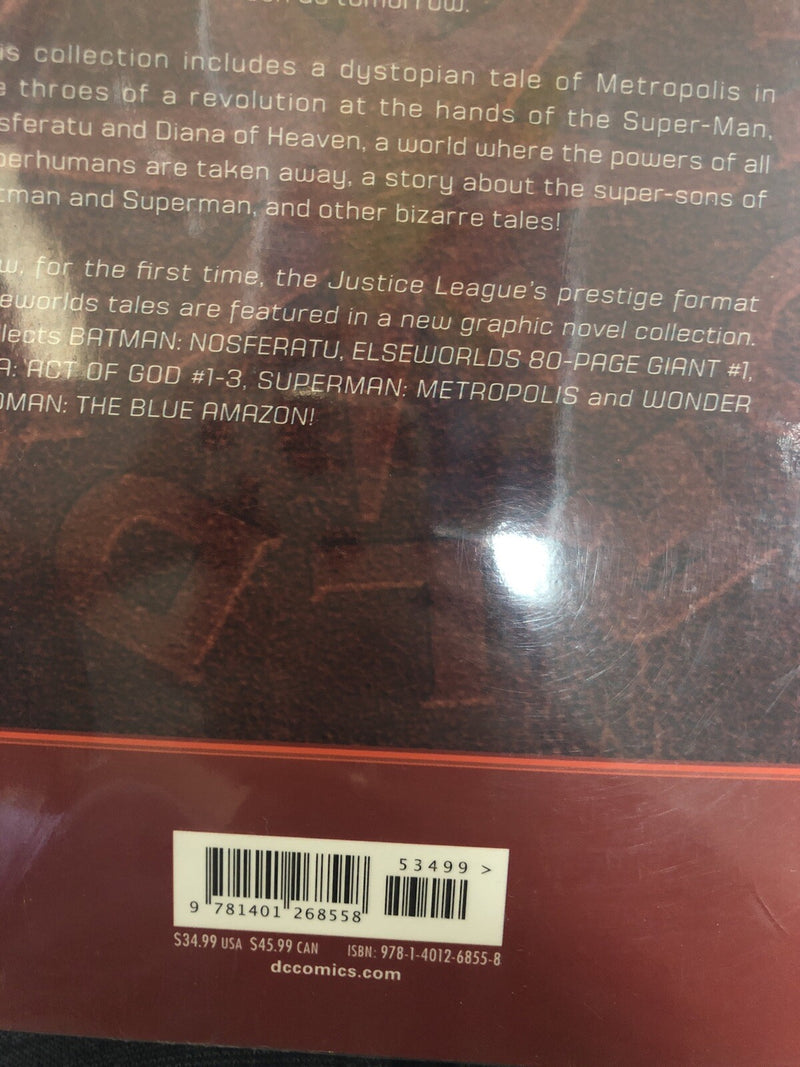 as tomorrow.
is collection includes a dystopian tale of Metropolis in
throes of a revolution at the hands of the Super-Man,
sferatu and Diana of Heaven, a world where the powers of all
perhumans are taken away, a story about the super-sons of
tman and Superman, and other bizarre tales!
w, for the first time, the Justice League's prestige format
eworlds tales are featured in a new graphic novel collection.
llects BATMAN: NOSFERATU, ELSEWORLDS 80-PAGE GIANT #1,
A: ACT OF GOD #1-3, SUPERMAN: METROPOLIS and WONDER
OMAN: THE BLUE AMAZON!
53499 >
9 781401 268558
$34.99 USA $45.99 CAN ISBN: 978-1-4012-6855-8
dccomics.com